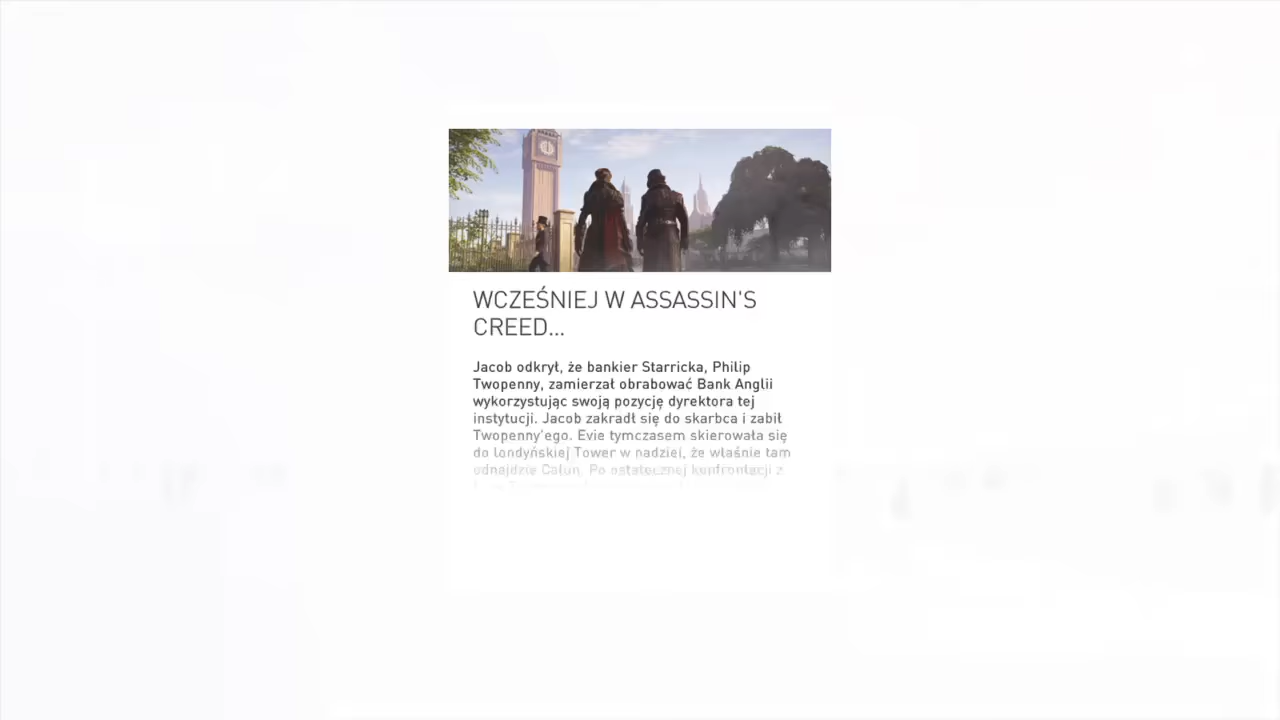 WCZEŚNIEJ W ASSASSIN'S
CREED...
Jacob odkrył, że bankier Starricka, Philip
Twopenny, zamierzał obrabować Bank Anglii
wykorzystując swoją pozycję dyrektora tej
instytucji. Jacob zakradł się do skarbca i zabił
Twopenny'ego. Evie tymczasem skierowała się
do londyńskiej Tower w nadziei, że właśnie tam
odnajdzie Całun. Po ostatecznej konfrontacji z